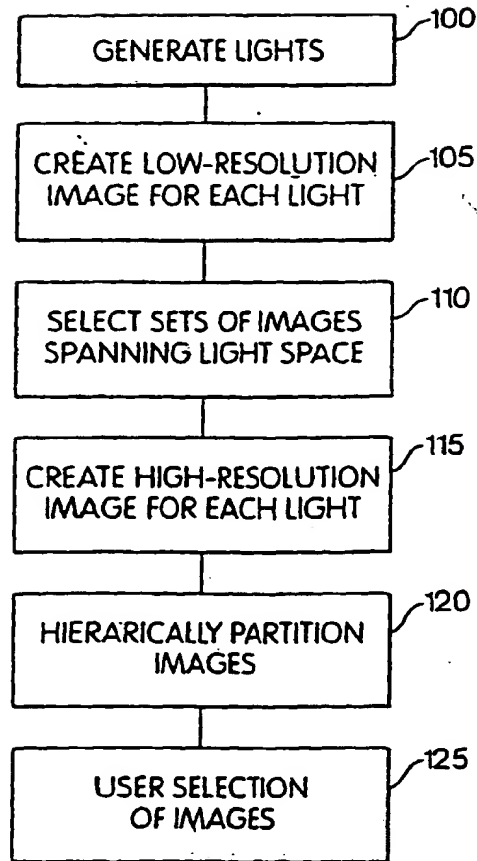 100
GENERATE LIGHTS
105
CREATE LOW-RESOLUTION
IMAGE FOR EACH LIGHT
110
SELECT SETS OF IMAGES
SPANNING LIGHT SPACE
115
CREATE HIGH-RESOLUTION
IMAGE FOR EACH LIGHT
120
HIERARICALLY PARTITION
IMAGES
125
USER SELECTION
OF IMAGES